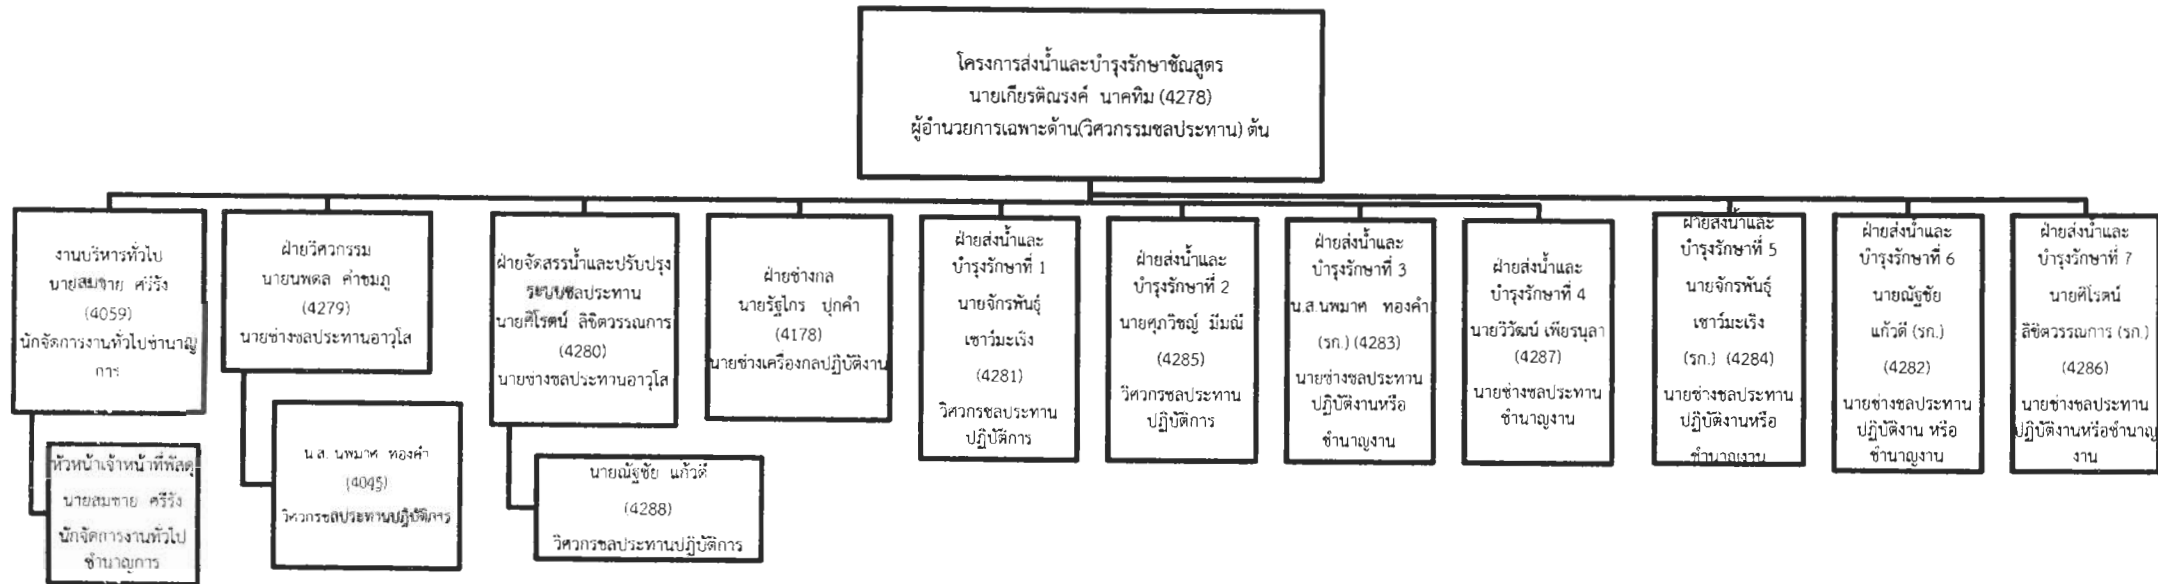 โครงการส่งน้ำและบำรุงรักษาชัณสูตร
นายเกียรติณรงค์ นาคทิม (4278)
ผู้อำนวยการเฉพาะด้าน(วิศวกรรมชลประทาน) ต้น
งานบริหารทั่วไป
นายสมชาย ศรีรัง
(4059)
นักจัดการงานทั่วไปชำนาญ
การ
หัวหน้าเจ้าหน้าที่พัสดุ
นายสมชาย ศรีรัง
นักจัดการงานทั่วไป
ชำนาญการ
ฝ่ายวิศวกรรม
นายนพดล คำชมภู
(4279)
นายช่างชลประทานอาวุโส
น.ส. นพมาศ ทองคำ
(4045)
วิศวกรชลประทานปฏิบัติการ
ฝ่ายจัดสรรน้ำและปรับปรุง
ระบบชลประทาน
นายศิโรตน์ ลิขิตวรรณการ
(4280)
นายช่างชลประทานอาวุโส
นายณัฐชัย แก้วดี
(4288)
วิศวกรชลประทานปฏิบัติการ
ฝ่ายช่างกล
นายรัฐไกร ปุกคำ
(4178)
นายช่างเครื่องกลปฏิบัติงาน
ฝ่ายส่งน้ำและ
บำรุงรักษาที่ 1
นายจักรพันธุ์
เชาว์มะเริง
(4281)
วิศวกรชลประทาน
ปฏิบัติการ
ฝ่ายส่งน้ำและ
บำรุงรักษาที่ 2
นายศุภวิชญ์ มีมณี
(4285)
วิศวกรชลประทาน
ปฏิบัติการ
ฝ่ายส่งน้ำและ
บำรุงรักษาที่ 3
น.ส.นพมาศ ทองคำ
(รก.) (4283)
นายช่างชลประทาน
ปฏิบัติงานหรือ
ชำนาญงาน
ฝ่ายส่งน้ำและ
บำรุงรักษาที่ 4
นายวิวัฒน์ เพียรนุลา
(4287)
นายช่างชลประทาน
ชำนาญงาน
ฝ่ายส่งน้ำและ
บำรุงรักษาที่ 5
นายจักรพันธุ์
เชาว์มะเริง
(รก.) (4284)
นายช่างชลประทาน
ปฏิบัติงานหรือ
ชำนาญงาน
ฝ่ายส่งน้ำและ
บำรุงรักษาที่ 6
นายณัฐชัย
แก้วดี (รก.)
(4282)
นายช่างชลประทาน
ปฏิบัติงาน หรือ
ชำนาญงาน
ฝ่ายส่งน้ำและ
บำรุงรักษาที่ 7
นายศิโรตน์
ลิขิตวรรณการ (รก.)
(4286)
นายช่างชลประทาน
ปฏิบัติงานหรือชำนาญ
งาน